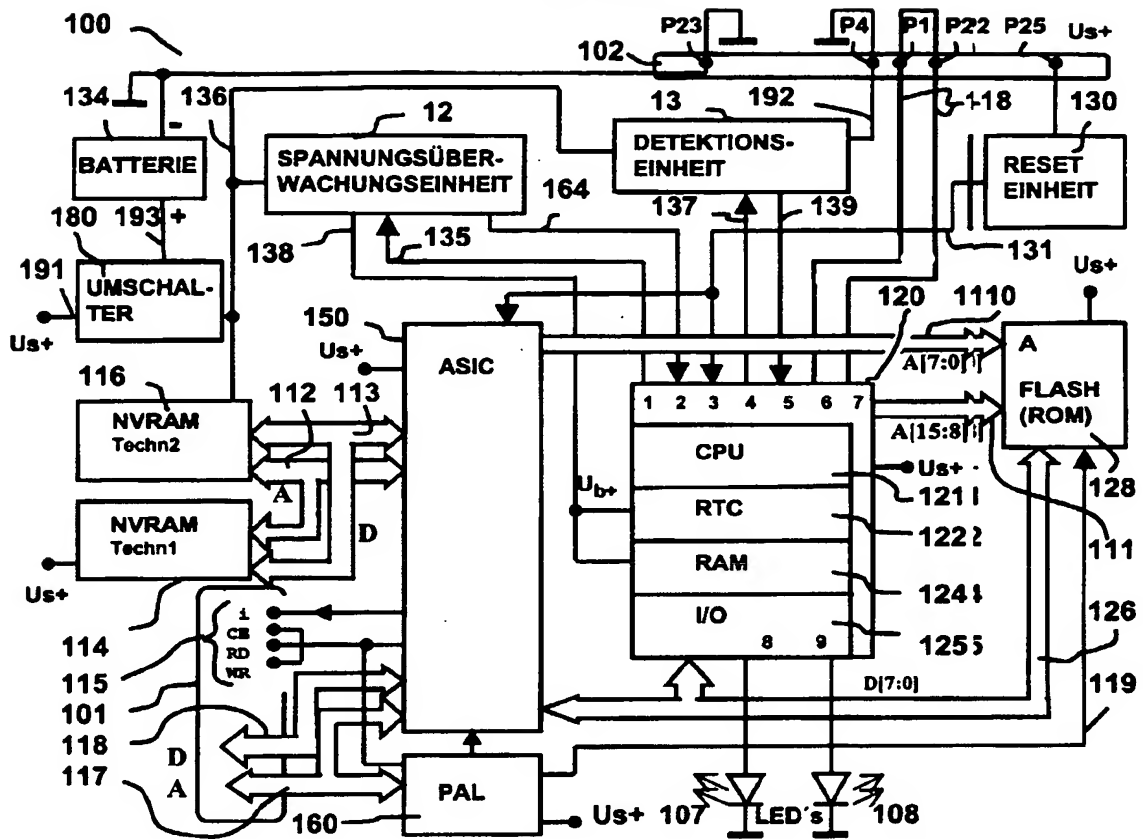 100
P23
P4
P1
P22
P25
Us+
102
134
136
12
13
192
118
130
-
BATTERIE
SPANNUNGSÜBER-
WACHUNGSEINHEIT
DETEKTIONS-
EINHEIT
RESET
EINHEIT
180
193 +
164
137
139
138
135
131
191
UMSCHAL-
TER
Us+
150
120
1110
Us+
Us+
ASIC
A[7:0]
A
116
112
113
1 2 3 4 5 6 7
FLASH
(ROM)
NVRAM
Techn2
A[15:8]
CPU
Us+
128
A
Ub+
121
NVRAM
Techn1
D
RTC
122
111
RAM
124
Us+
I/O
125
126
114
i
CE
RD
WR
8 9
115
D[7:0]
119
101
118
D
A
117
PAL
160
Us+
107
LED´s
108